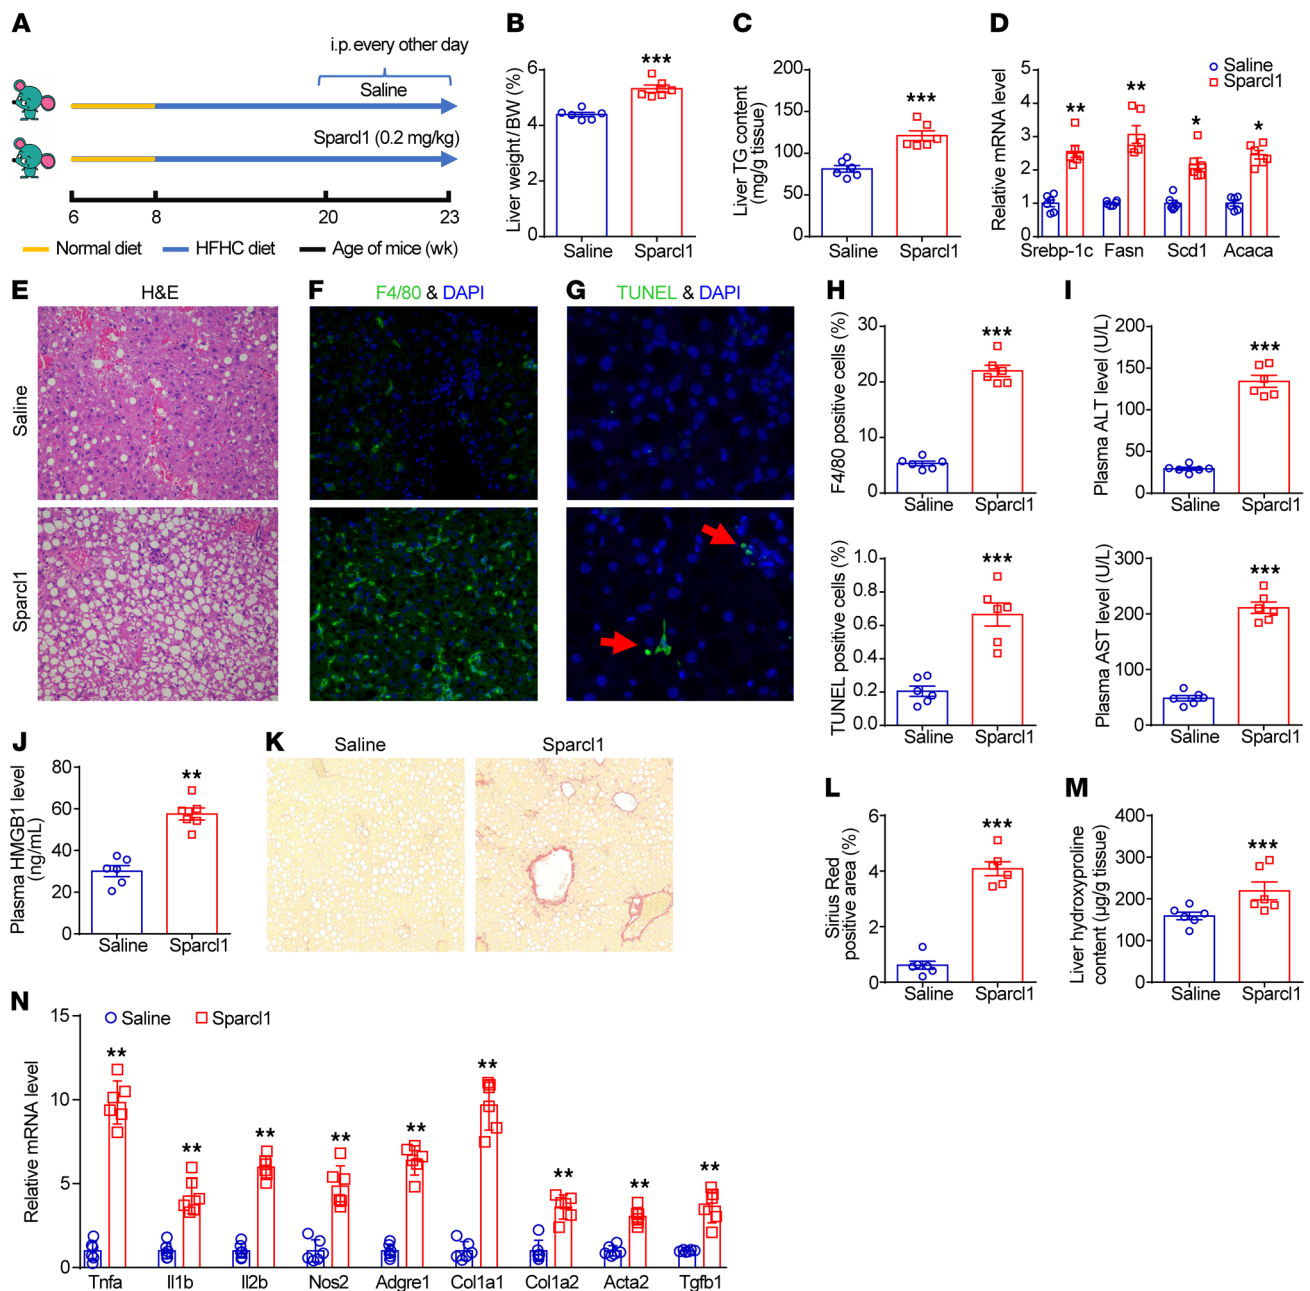 A
i.p. every other day
Saline
Sparcl1 (0.2 mg/kg)
6 8 20 23
Normal diet HFHC diet Age of mice (wk)
B
Liver weight/BW (%)
6
4
2
0
***
Saline Sparcl1
C
Liver TG content
(mg/g tissue)
200
150
100
50
0
***
Saline Sparcl1
D
Relative mRNA level
Saline
Sparcl1
5
4
3
2
1
0
** ** * *
Srebp-1c Fasn Scd1 Acaca
E
H&E
Saline
Sparcl1
F
F4/80 & DAPI
G
TUNEL & DAPI
H
F4/80 positive cells (%)
30
20
10
0
***
Saline Sparcl1
TUNEL positive cells (%)
1.0
0.8
0.6
0.4
0.2
0.0
***
Saline Sparcl1
I
Plasma ALT level (U/L)
200
150
100
50
0
***
Saline Sparcl1
Plasma AST level (U/L)
300
200
100
0
***
Saline Sparcl1
J
Plasma HMGB1 level
(ng/mL)
80
60
40
20
0
**
Saline Sparcl1
K
Saline Sparcl1
L
Sirius Red
positive area (%)
6
4
2
0
***
Saline Sparcl1
M
Liver hydroxyproline
content (µg/g tissue)
400
300
200
100
0
***
Saline Sparcl1
N
Relative mRNA level
Saline Sparcl1
15
10
5
0
** ** ** ** ** ** ** ** **
Tnfa Il1b Il2b Nos2 Adgre1 Col1a1 Col1a2 Acta2 Tgfb1